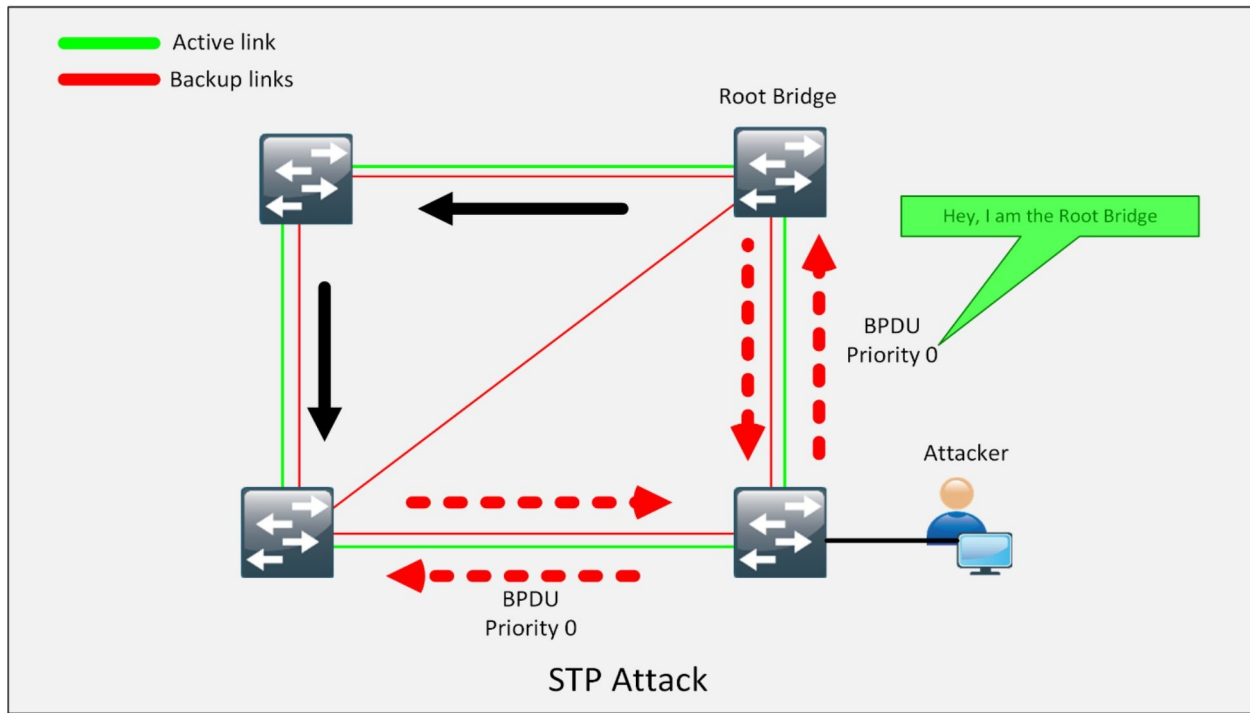 Active link
Backup links
Root Bridge
Hey, I am the Root Bridge
BPDU
Priority 0
Attacker
BPDU
Priority 0
STP Attack